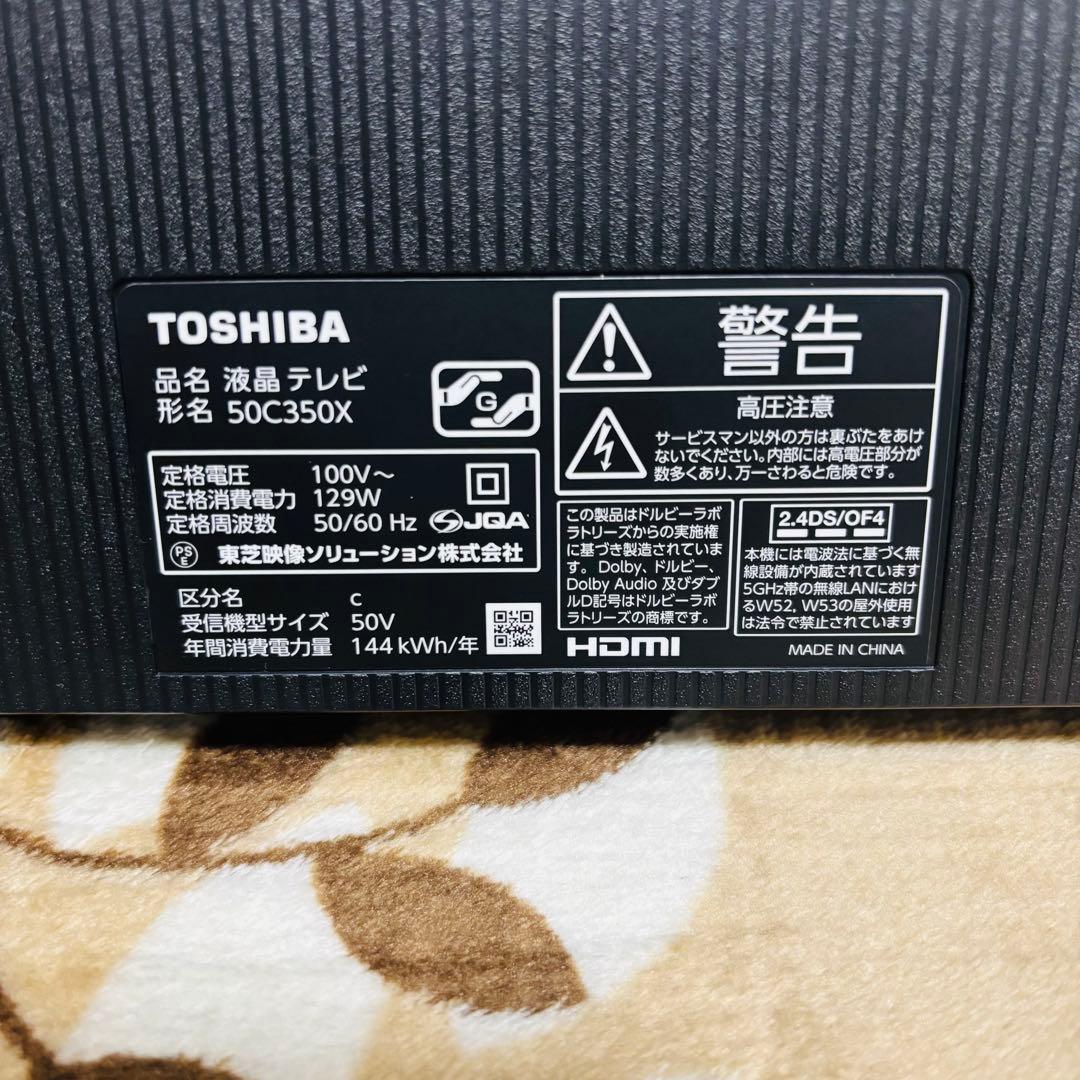 TOSHIBA
品名 液晶テレビ
形名 50C350X
G
定格電圧 100V～
定格消費電力 129W
定格周波数 50/60 Hz
JQA
PS
E
東芝映像ソリューション株式会社
区分名 C
受信機型サイズ 50V
年間消費電力量 144 kWh/年
警告
高圧注意
サービスマン以外の方は裏ぶたをあけ
ないでください。内部には高電圧部分が
数多くあり、万一さわると危険です。
この製品はドルビーラボ
ラトリーズからの実施権
に基づき製造されていま
す。Dolby、ドルビー、
Dolby Audio 及びダブ
ルD記号はドルビーラボ
ラトリーズの商標です。
HDMI
2.4DS/OF4
本機には電波法に基づく無
線設備が内蔵されています
5GHz帯の無線LANにおけ
るW52, W53の屋外使用
は法令で禁止されています
MADE IN CHINA